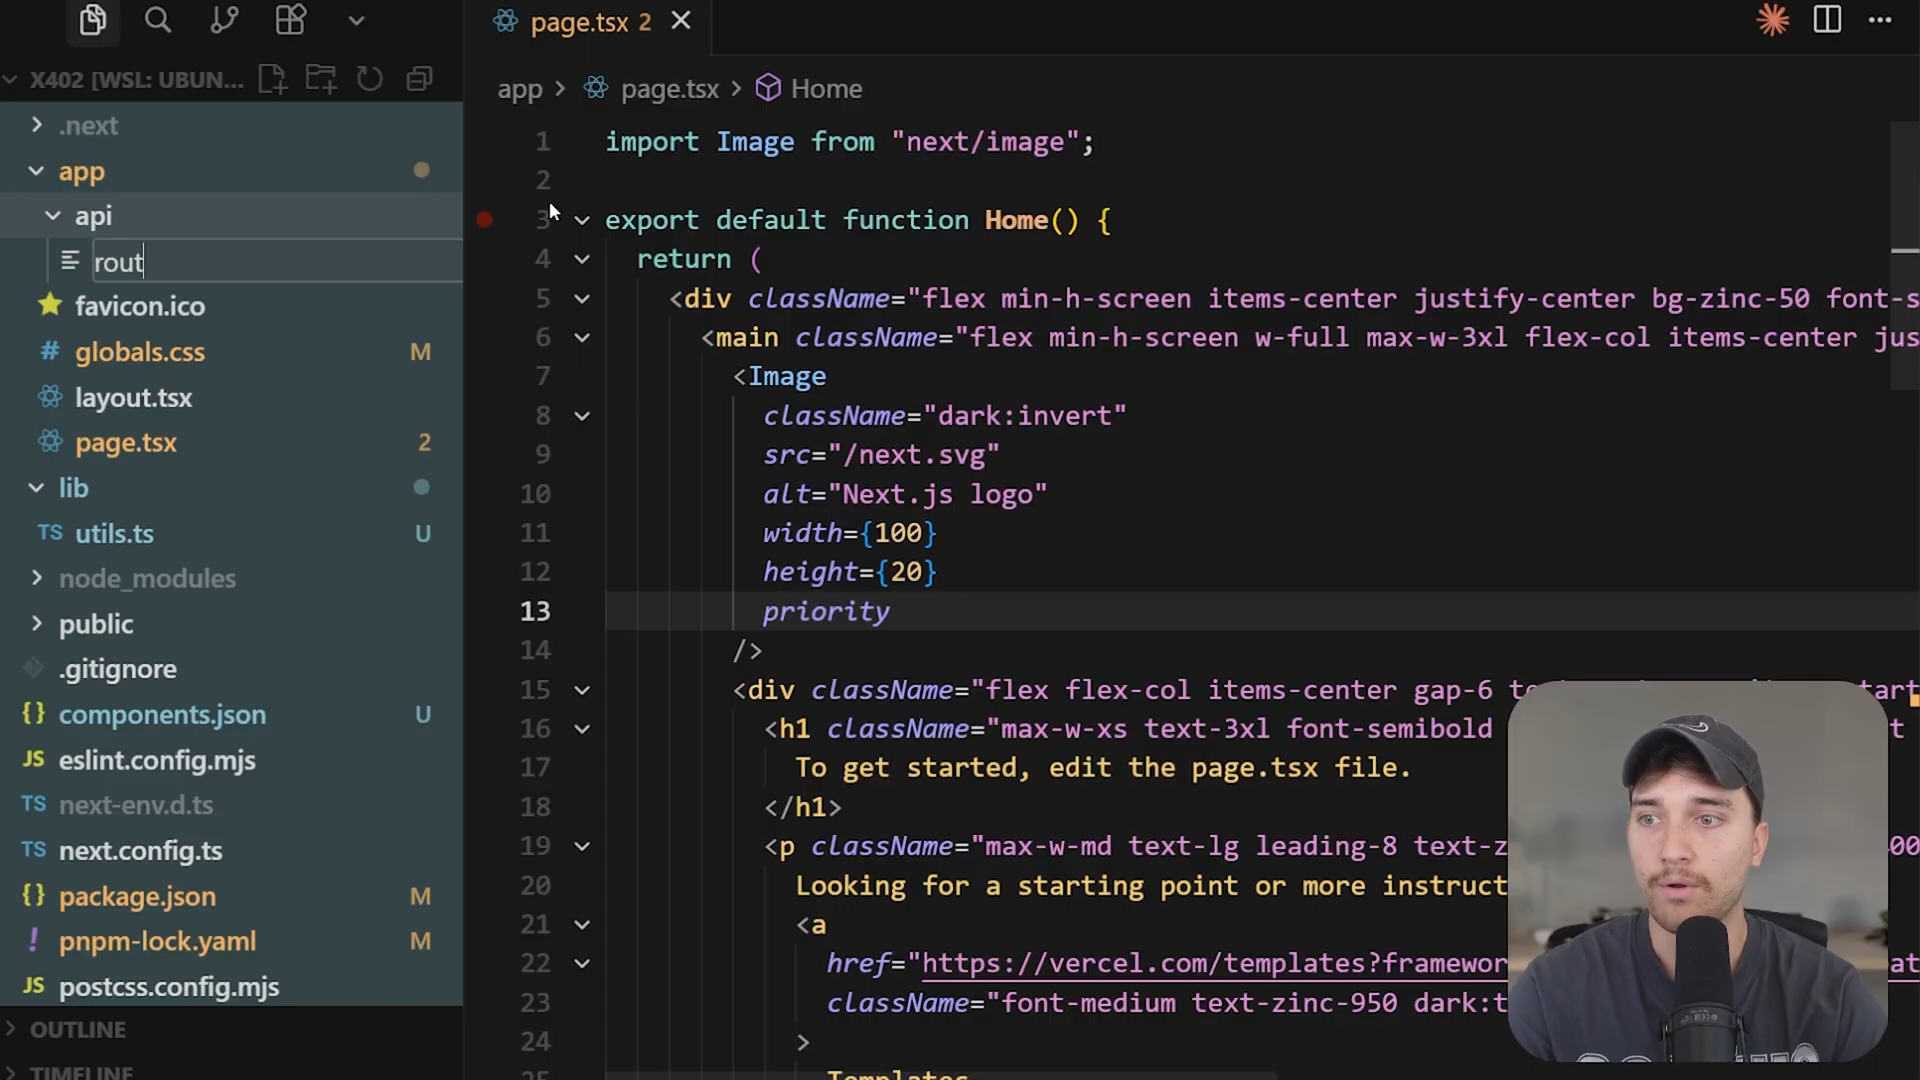 page.tsx 2
X402 [WSL: UBUN...
app > page.tsx > Home
.next
app
api
rout
favicon.ico
# globals.css M
layout.tsx
page.tsx 2
lib
TS utils.ts U
node_modules
public
.gitignore
{} components.json U
JS eslint.config.mjs
TS next-env.d.ts
TS next.config.ts
{} package.json M
! pnpm-lock.yaml M
JS postcss.config.mjs
OUTLINE
TIMELINE
1 import Image from "next/image";
2
3 export default function Home() {
4 return (
5 <div className="flex min-h-screen items-center justify-center bg-zinc-50 font-s
6 <main className="flex min-h-screen w-full max-w-3xl flex-col items-center jus
7 <Image
8 className="dark:invert"
9 src="/next.svg"
10 alt="Next.js logo"
11 width={100}
12 height={20}
13 priority
14 />
15 <div className="flex flex-col items-center gap-6
16 <h1 className="max-w-xs text-3xl font-semibold
17 To get started, edit the page.tsx file.
18 </h1>
19 <p className="max-w-md text-lg leading-8 text-z
20 Looking for a starting point or more instruct
21 <a
22 href="https://vercel.com/templates?framewor
23 className="font-medium text-zinc-950 dark:t
24 >
25 Templates